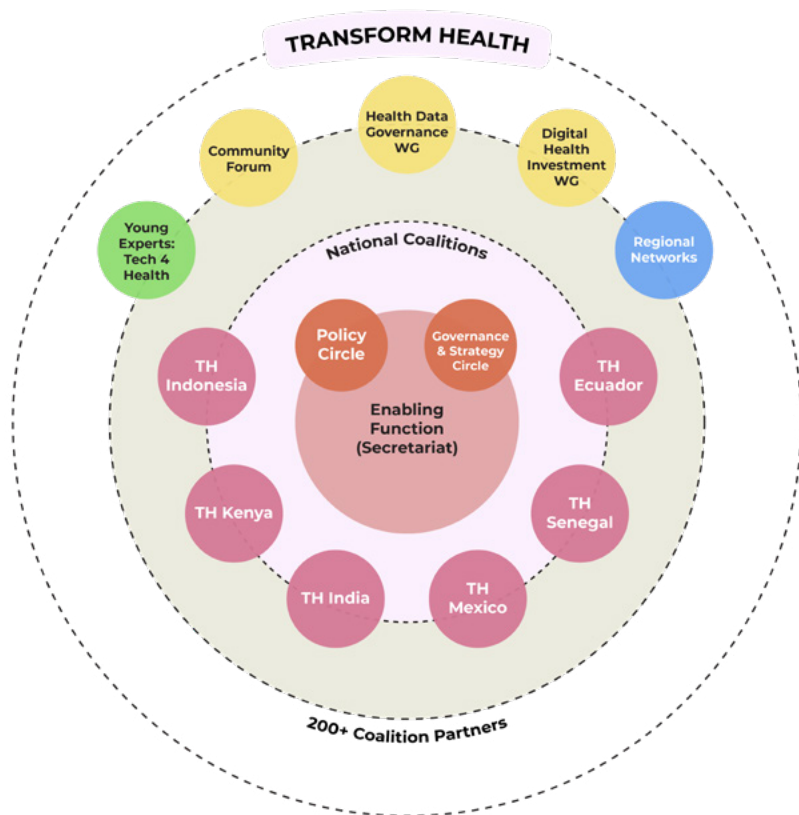 TRANSFORM HEALTH
Health Data
Governance
WG
Community
Forum
Digital
Health
Investment
WG
Young
Experts:
Tech 4
Health
Regional
Networks
National Coalitions
Policy
Circle
Governance
& Strategy
Circle
TH
Indonesia
TH
Ecuador
Enabling
Function
(Secretariat)
TH Kenya
TH
Senegal
TH India
TH
Mexico
200+ Coalition Partners